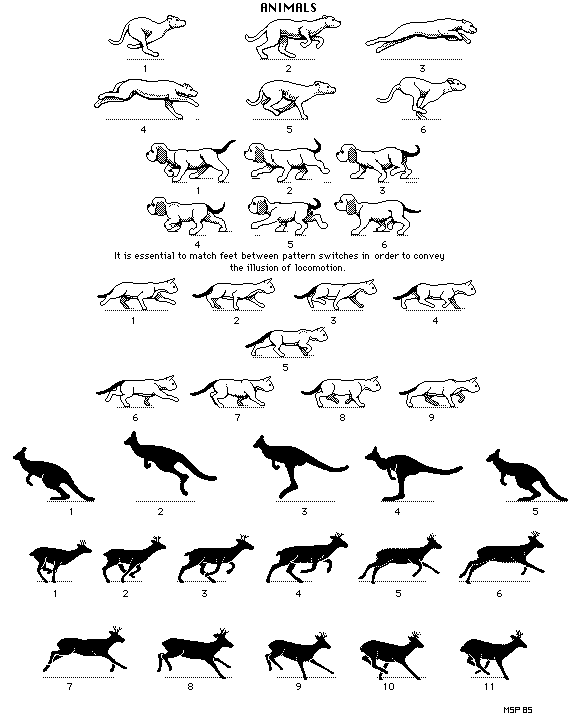 ANIMALS
1 2 3
4 5 6
1 2 3
4 5 6
It is essential to match feet between pattern switches in order to convey
the illusion of locomotion.
1 2 3 4
5
6 7 8 9
1 2 3 4 5
1 2 3 4 5 6
7 8 9 10 11
MSP 85